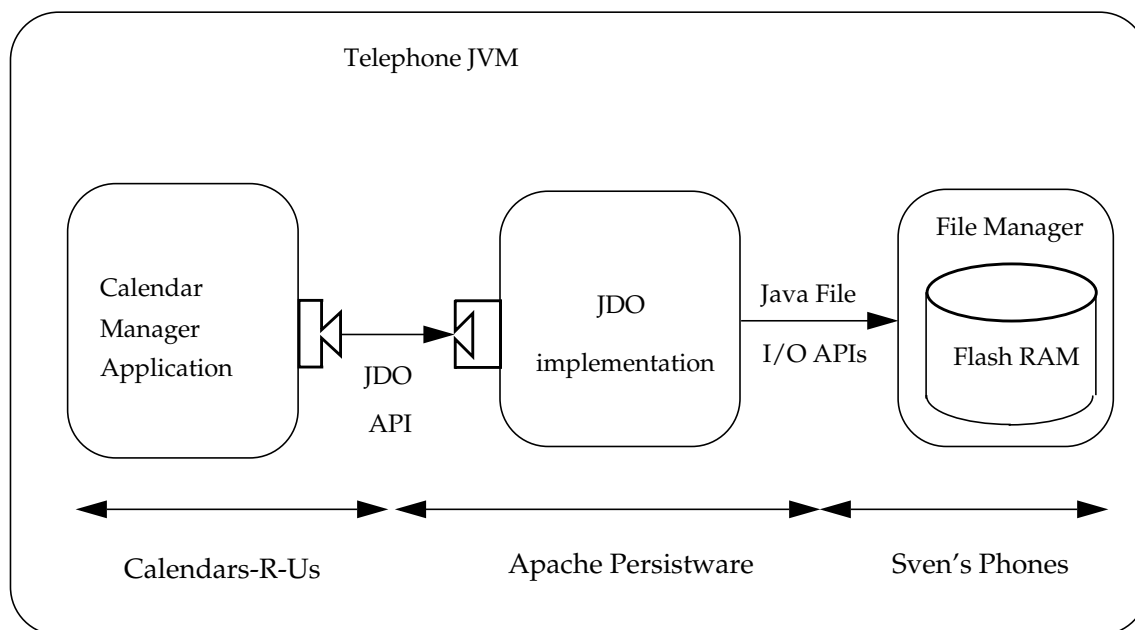 Telephone JVM
Calendar
Manager
Application
JDO
API
JDO
implementation
Java File
I/O APIs
File Manager
Flash RAM
Calendars-R-Us
Apache Persistware
Sven’s Phones